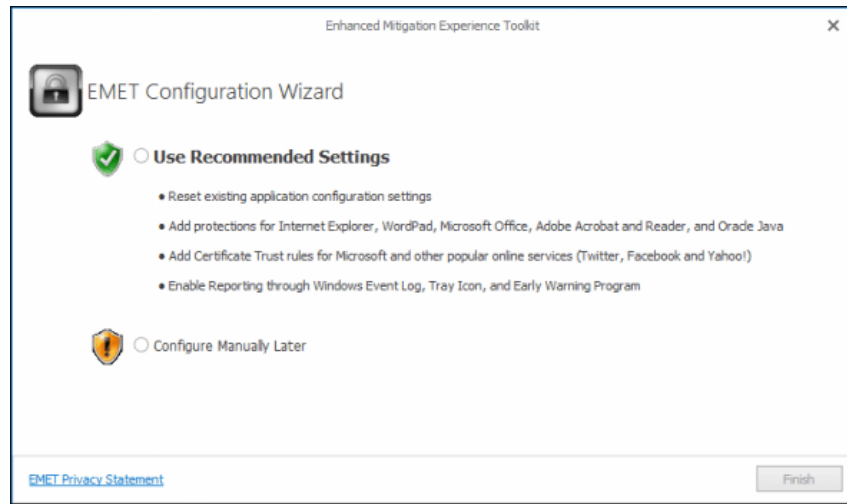 Enhanced Mitigation Experience Toolkit
EMET Configuration Wizard
Use Recommended Settings
• Reset existing application configuration settings
• Add protections for Internet Explorer, WordPad, Microsoft Office, Adobe Acrobat and Reader, and Oracle Java
• Add Certificate Trust rules for Microsoft and other popular online services (Twitter, Facebook and Yahoo!)
• Enable Reporting through Windows Event Log, Tray Icon, and Early Warning Program
Configure Manually Later
EMET Privacy Statement
Finish